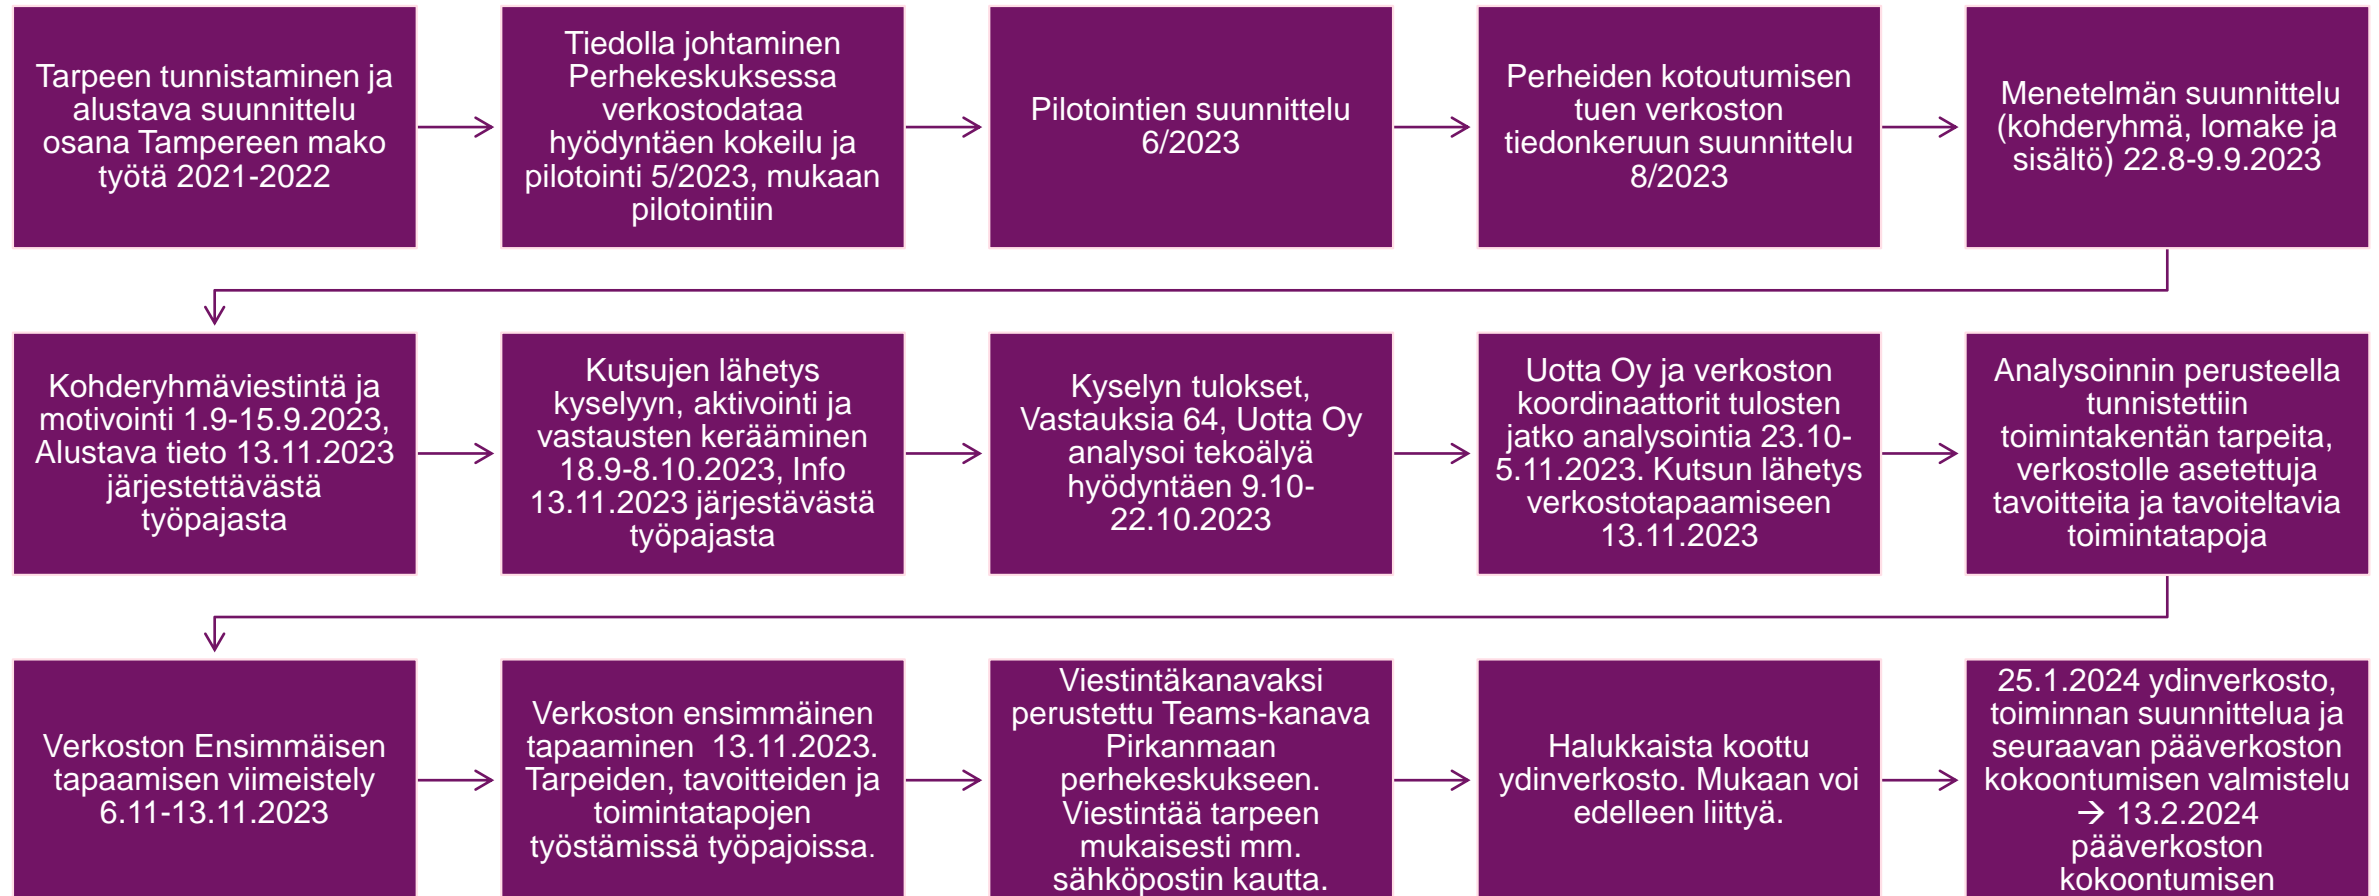 Tarpeen tunnistaminen ja
alustava suunnittelu
osana Tampereen mako
työtä 2021-2022
Tiedolla johtaminen
Perhekeskuksessa
verkostodataa
hyödyntäen kokeilu ja
pilotointi 5/2023, mukaan
pilotointiin
Pilotointien suunnittelu
6/2023
Perheiden kotoutumisen
tuen verkoston
tiedonkeruun suunnittelu
8/2023
Menetelmän suunnittelu
(kohderyhmä, lomake ja
sisältö) 22.8-9.9.2023
Kohderyhmäviestintä ja
motivointi 1.9-15.9.2023,
Alustava tieto 13.11.2023
järjestettävästä
työpajasta
Kutsujen lähetys
kyselyyn, aktivointi ja
vastausten kerääminen
18.9-8.10.2023, Info
13.11.2023 järjestävästä
työpajasta
Kyselyn tulokset,
Vastauksia 64, Uotta Oy
analysoi tekoälyä
hyödyntäen 9.10-
22.10.2023
Uotta Oy ja verkoston
koordinaattorit tulosten
jatko analysointia 23.10-
5.11.2023. Kutsun lähetys
verkostotapaamiseen
13.11.2023
Analysoinnin perusteella
tunnistettiin
toimintakentän tarpeita,
verkostolle asetettuja
tavoitteita ja tavoiteltavia
toimintatapoja
Verkoston Ensimmäisen
tapaamisen viimeistely
6.11-13.11.2023
Verkoston ensimmäinen
tapaaminen 13.11.2023.
Tarpeiden, tavoitteiden ja
toimintatapojen
työstämissä työpajoissa.
Viestintäkanavaksi
perustettu Teams-kanava
Pirkanmaan
perhekeskukseen.
Viestintää tarpeen
mukaisesti mm.
sähköpostin kautta.
Halukkaista koottu
ydinverkosto. Mukaan voi
edelleen liittyä.
25.1.2024 ydinverkosto,
toiminnan suunnittelua ja
seuraavan pääverkoston
kokoontumisen valmistelu
→ 13.2.2024
pääverkoston
kokoontumisen